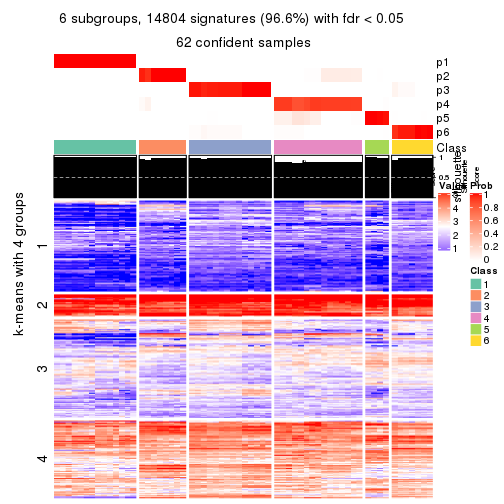 6 subgroups, 14804 signatures (96.6%) with fdr < 0.05
62 confident samples
p1
p2
p3
p4
p5
p6
Class
1
0.5
Silhouette
score
Value
4
3
2
1
Prob
1
0.8
0.6
0.4
0.2
0
Class
1
2
3
4
5
6
k-means with 4 groups
1
2
3
4